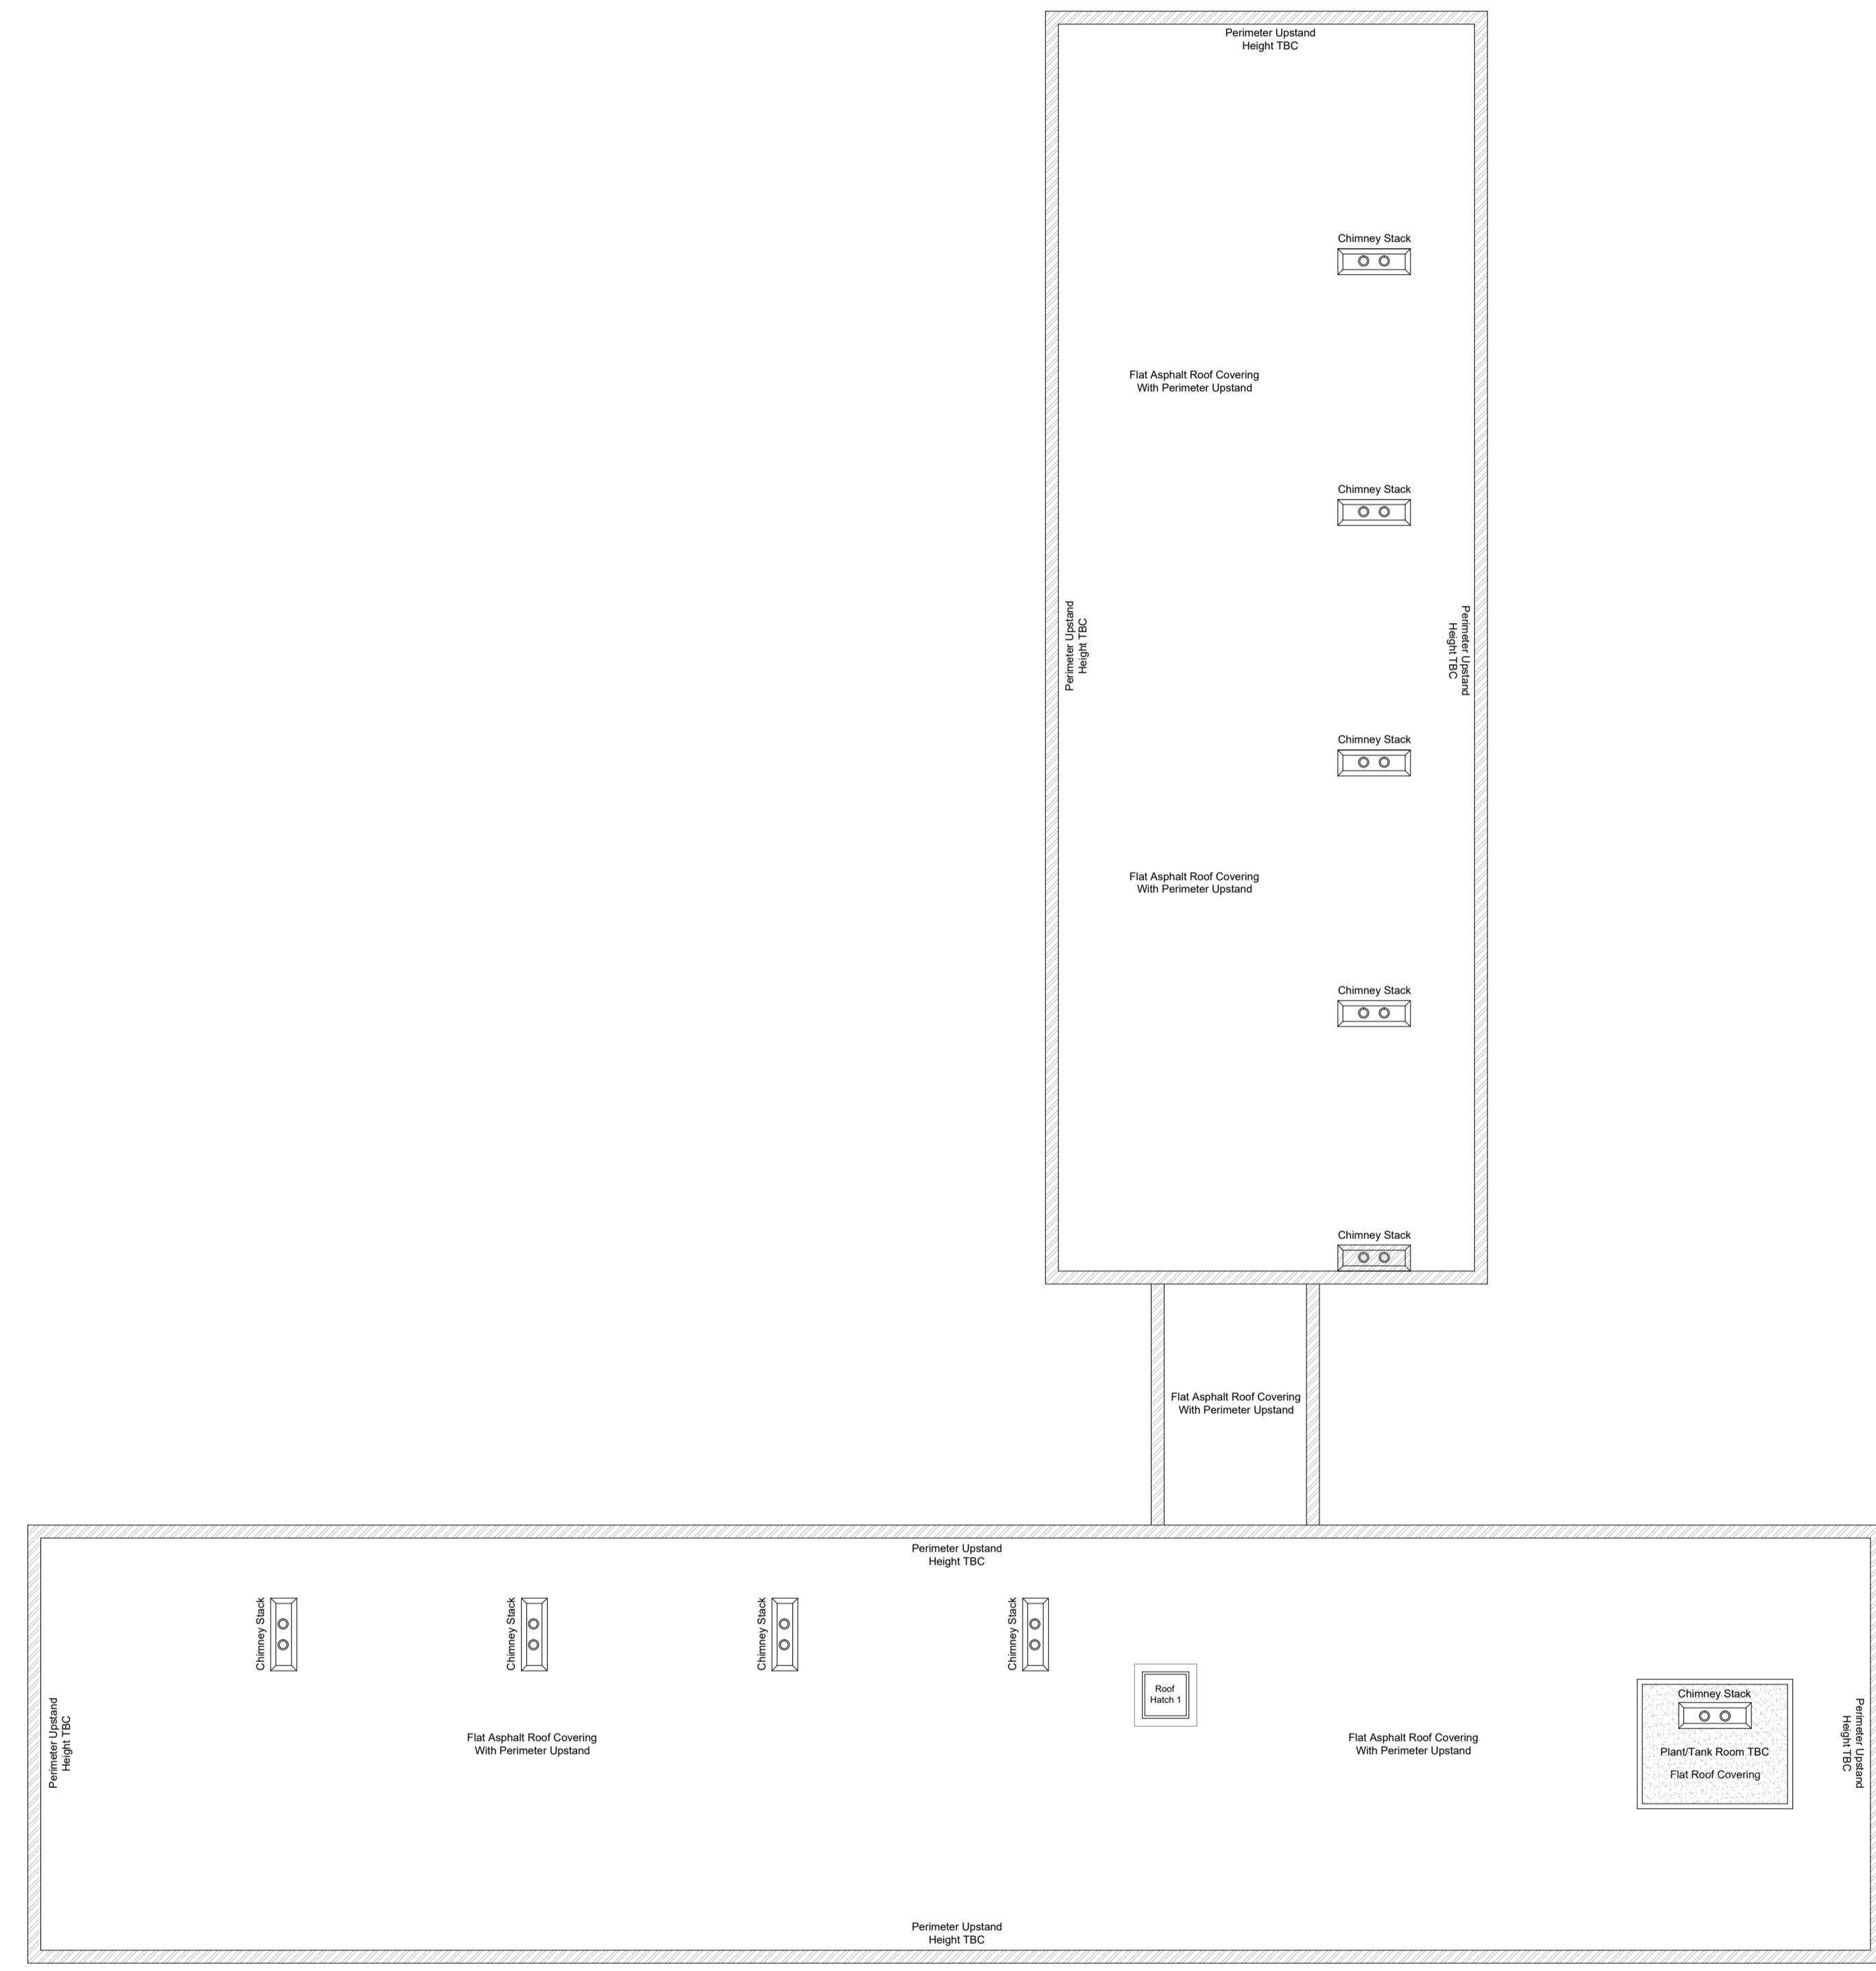 Perimeter Upstand
Height TBC
Chimney Stack
Flat Asphalt Roof Covering
With Perimeter Upstand
Chimney Stack
Perimeter Upstand
Height TBC
Perimeter Upstand
Height TBC
Chimney Stack
Flat Asphalt Roof Covering
With Perimeter Upstand
Chimney Stack
Chimney Stack
Flat Asphalt Roof Covering
With Perimeter Upstand
Perimeter Upstand
Height TBC
Chimney Stack
Chimney Stack
Chimney Stack
Chimney Stack
Roof
Hatch 1
Chimney Stack
Plant/Tank Room TBC
Flat Roof Covering
Perimeter Upstand
Height TBC
Flat Asphalt Roof Covering
With Perimeter Upstand
Flat Asphalt Roof Covering
With Perimeter Upstand
Perimeter Upstand
Height TBC
Perimeter Upstand
Height TBC